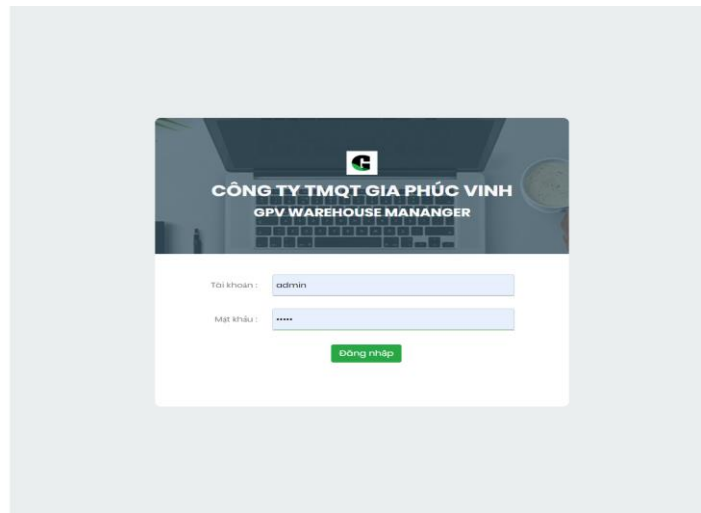 G
CÔNG TY TMQT GIA PHÚC VINH
GPV WAREHOUSE MANANGER
Tài khoản :
admin
Mật khẩu :
•••••
Đăng nhập